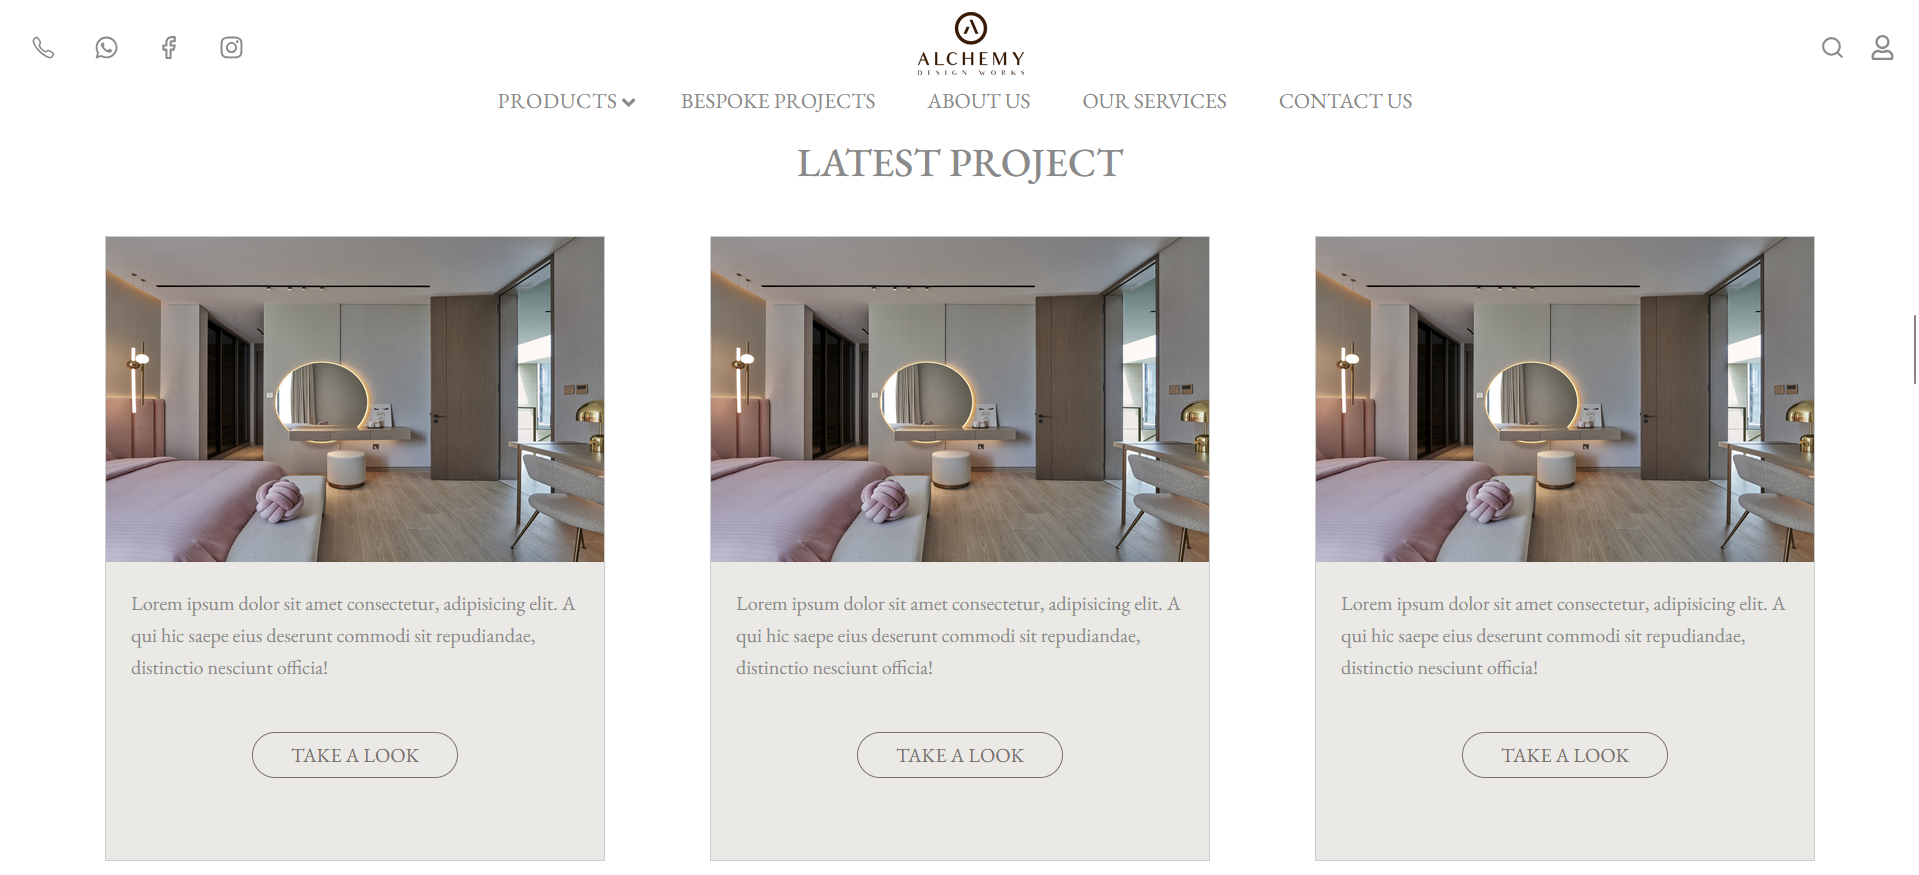 ALCHEMY
DESIGN WORKS
PRODUCTS
BESPOKE PROJECTS
ABOUT US
OUR SERVICES
CONTACT US
LATEST PROJECT
Lorem ipsum dolor sit amet consectetur, adipisicing elit. A
qui hic saepe eius deserunt commodi sit repudiandae,
distinctio nesciunt officia!
TAKE A LOOK
Lorem ipsum dolor sit amet consectetur, adipisicing elit. A
qui hic saepe eius deserunt commodi sit repudiandae,
distinctio nesciunt officia!
TAKE A LOOK
Lorem ipsum dolor sit amet consectetur, adipisicing elit. A
qui hic saepe eius deserunt commodi sit repudiandae,
distinctio nesciunt officia!
TAKE A LOOK